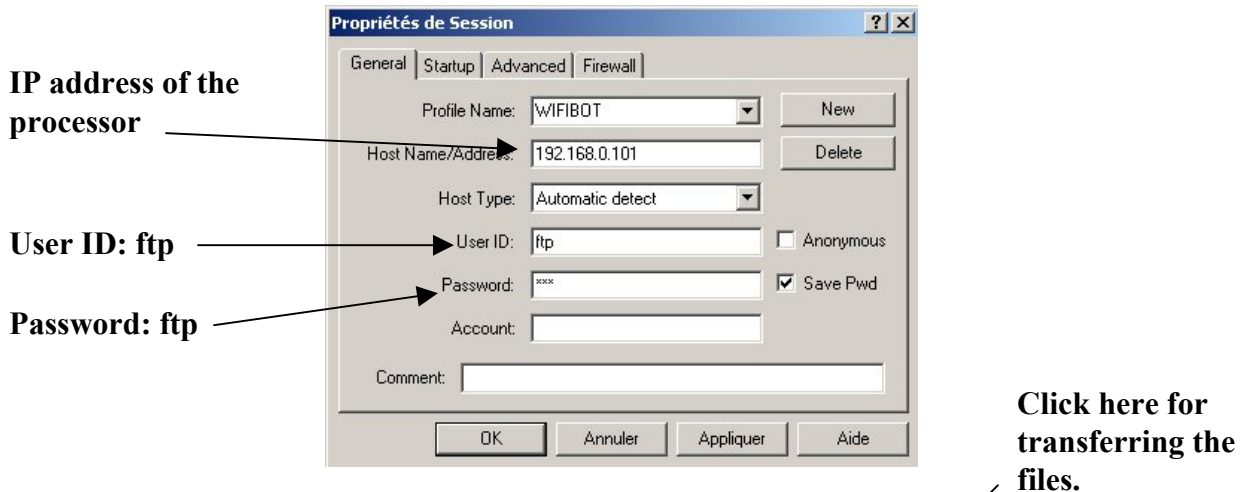 Propriétés de Session
General Startup Advanced Firewall
IP address of the
processor
Profile Name: WIFIBOT New
Host Name/Address: 192.168.0.101 Delete
Host Type: Automatic detect
User ID: ftp
User ID: ftp Anonymous
Password: ftp
Password: *** Save Pwd
Account:
Comment:
OK Annuler Appliquer Aide
Click here for
transferring the
files.